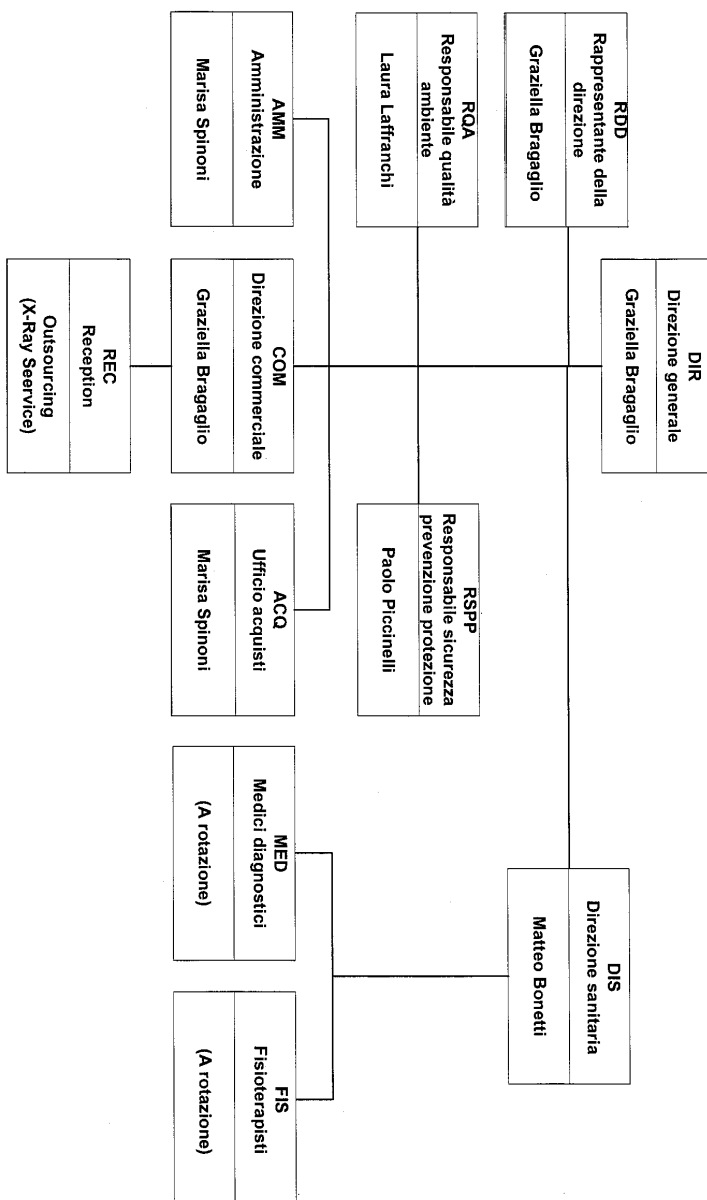 DIR
Direzione generale
Graziella Bragaglio
RDD
Rappresentante della
direzione
Graziella Bragaglio
DIS
Direzione sanitaria
Matteo Bonetti
RQA
Responsabile qualità
ambiente
Laura Laffranchi
RSPP
Responsabile sicurezza
prevenzione protezione
Paolo Piccinelli
AMM
Amministrazione
Marisa Spinoni
COM
Direzione commerciale
Graziella Bragaglio
ACQ
Ufficio acquisti
Marisa Spinoni
MED
Medici diagnostici
(A rotazione)
FIS
Fisioterapisti
(A rotazione)
REC
Reception
Outsourcing
(X-Ray Seervice)